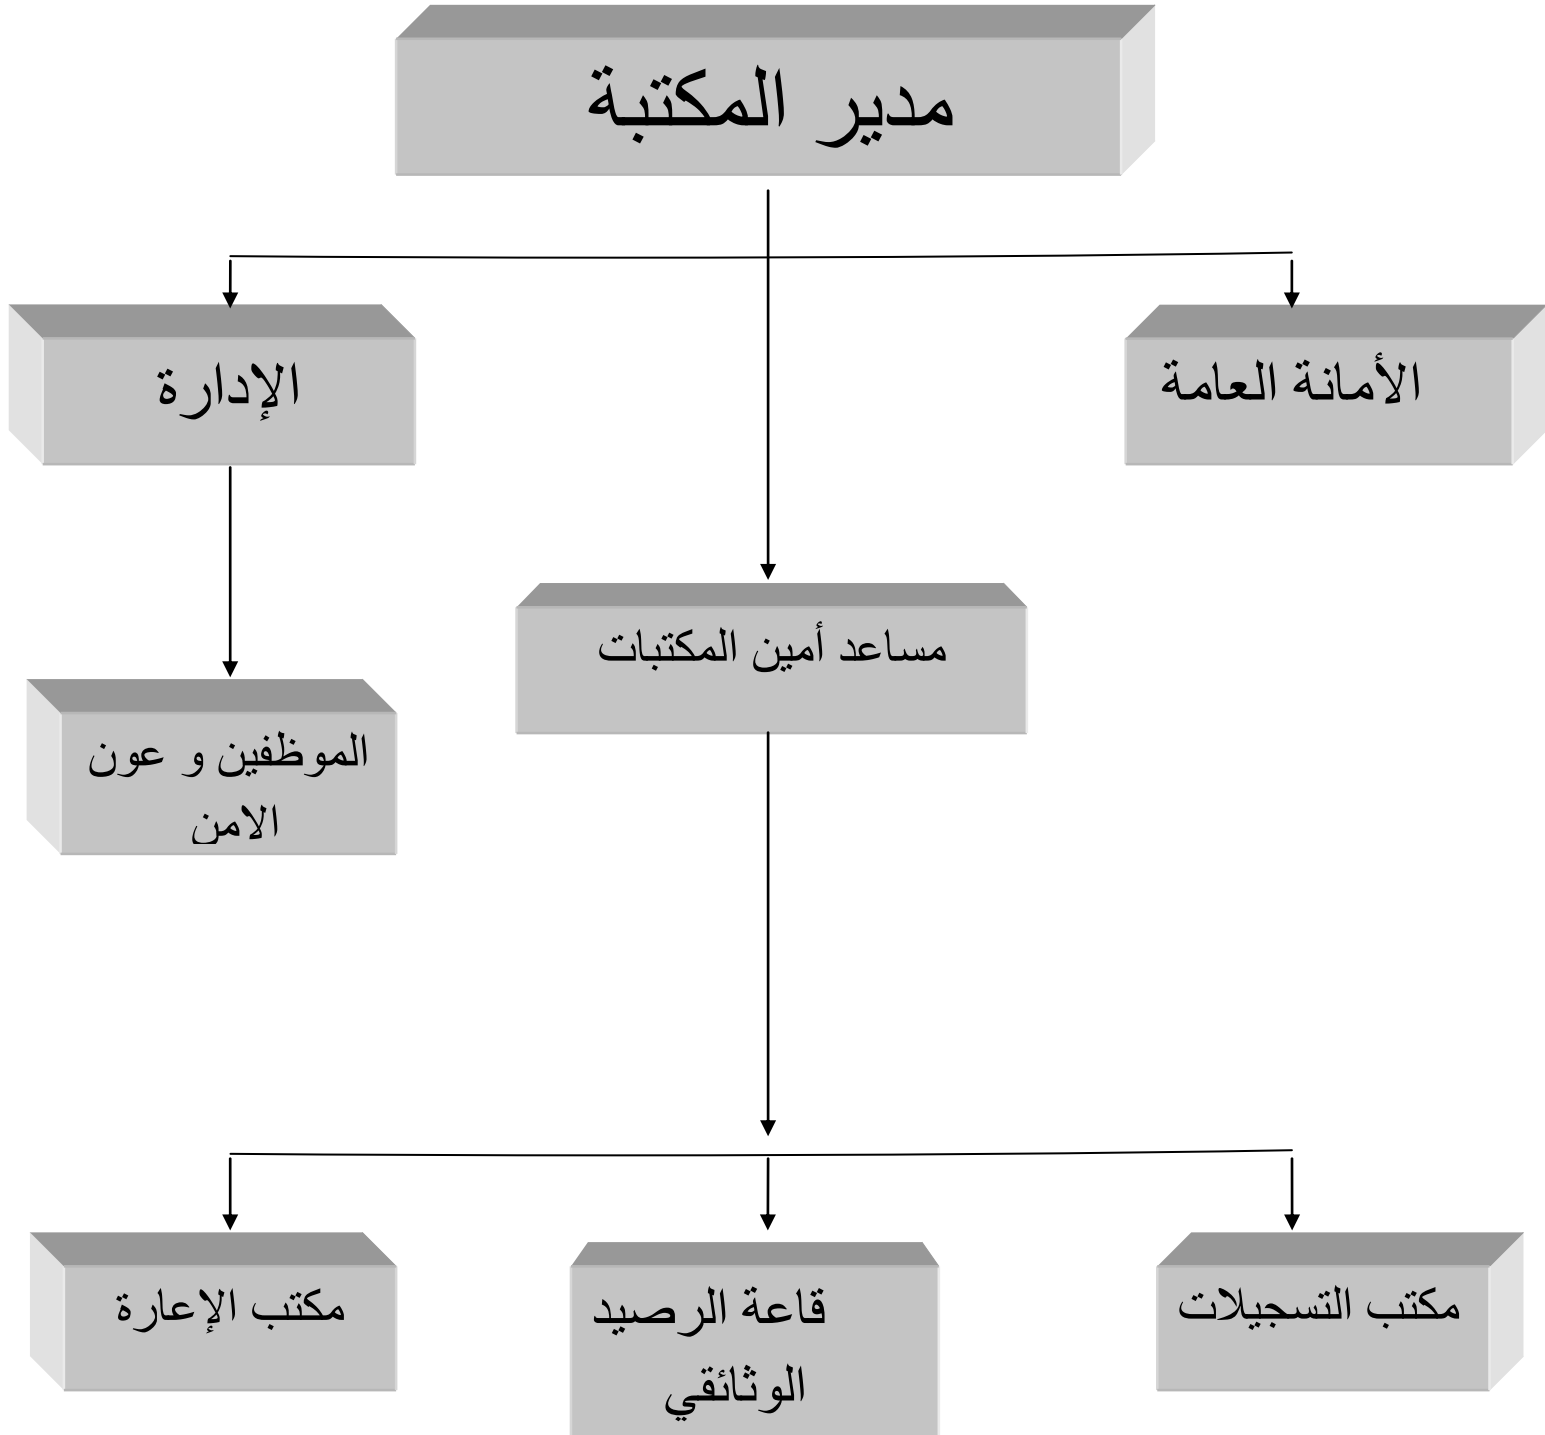 مدير المكتبة
الأمانة العامة
الإدارة
مساعد أمين المكتبات
الموظفين و عون
الامن
مكتب التسجيلات
قاعة الرصيد
الوثائقي
مكتب الإعارة